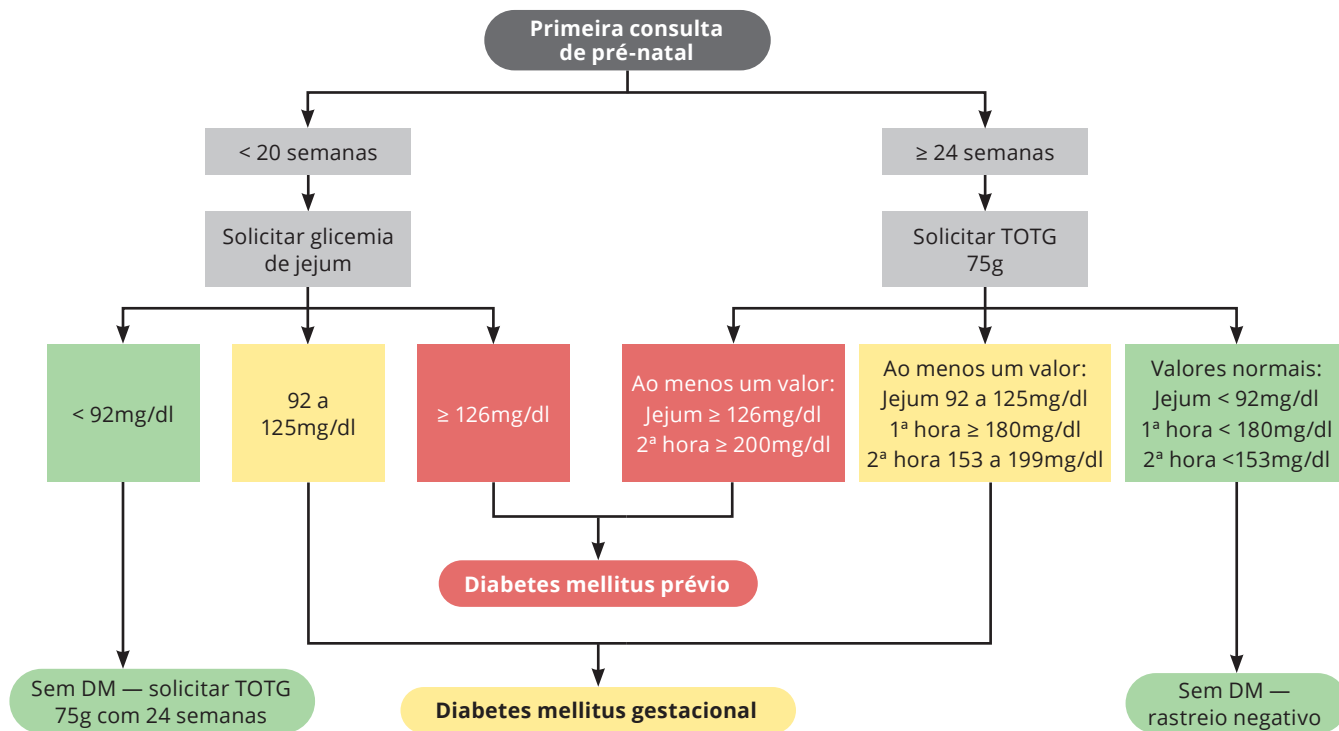 Primeira consulta
de pré-natal
< 20 semanas
≥ 24 semanas
Solicitar glicemia
de jejum
Solicitar TOTG
75g
< 92mg/dl
92 a
125mg/dl
≥ 126mg/dl
Ao menos um valor:
Jejum ≥ 126mg/dl
2ª hora ≥ 200mg/dl
Ao menos um valor:
Jejum 92 a 125mg/dl
1ª hora ≥ 180mg/dl
2ª hora 153 a 199mg/dl
Valores normais:
Jejum < 92mg/dl
1ª hora < 180mg/dl
2ª hora <153mg/dl
Diabetes mellitus prévio
Sem DM — solicitar TOTG
75g com 24 semanas
Diabetes mellitus gestacional
Sem DM —
rastreio negativo